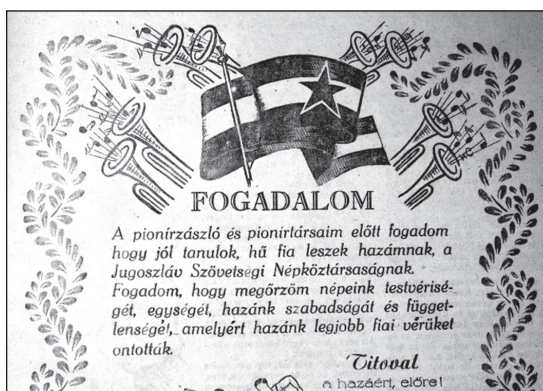 FOGADALOM
A pionírzászló és pionírtársaim előtt fogadom
hogy jól tanulok, hű fia leszek hazámnak, a
Jugoszláv Szövetségi Népköztársaságnak.
Fogadom, hogy megőrzöm népeink testvérisé-
gét, egységét, hazánk szabadságát és függet-
lenségét, amelyért hazánk legjobb fiai vérüket
ontották.
Titoval
a hazáért, előre!